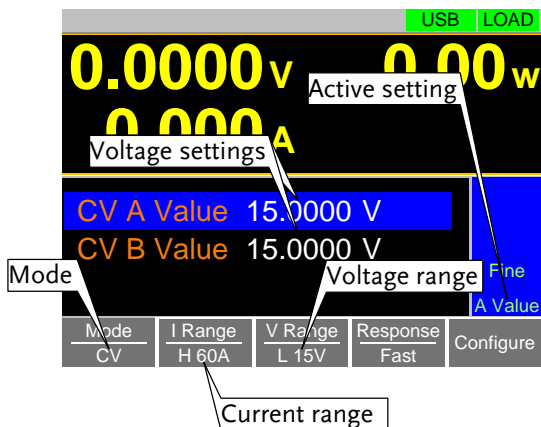 USB LOAD
0.0000 V 0.00 W
Active setting
0.000 A
Voltage settings
CV A Value 15.0000 V
CV B Value 15.0000 V
Mode
Voltage range
Fine
A Value
Mode I Range V Range Response Configure
CV H 60A L 15V Fast
Current range